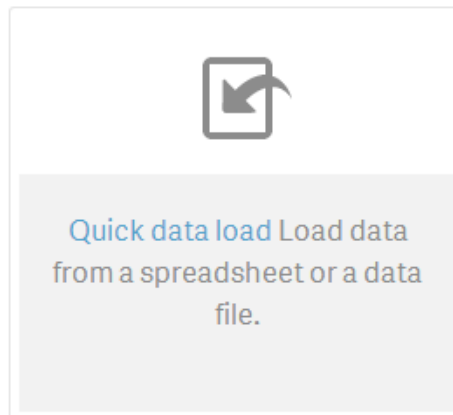 Quick data load Load data
from a spreadsheet or a data
file.